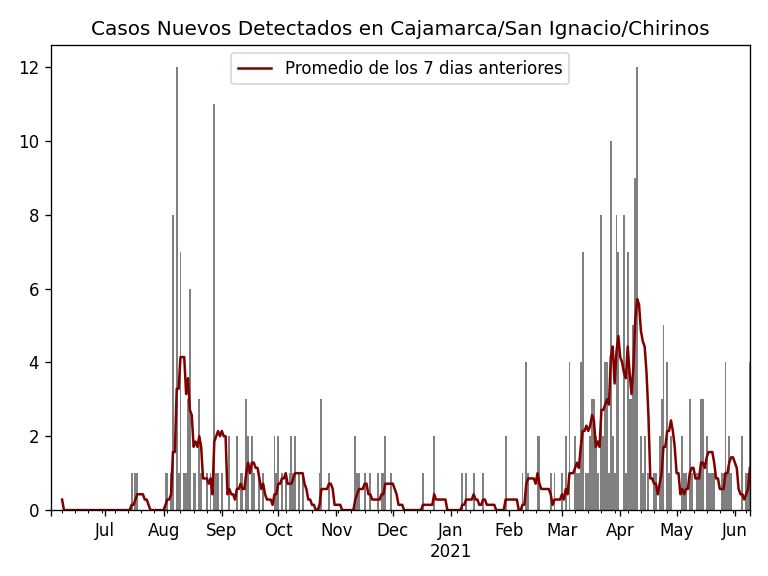 Casos Nuevos Detectados en Cajamarca/San Ignacio/Chirinos
Promedio de los 7 dias anteriores
12
10
8
6
4
2
0
Jul Aug Sep Oct Nov Dec Jan Feb Mar Apr May Jun
2021